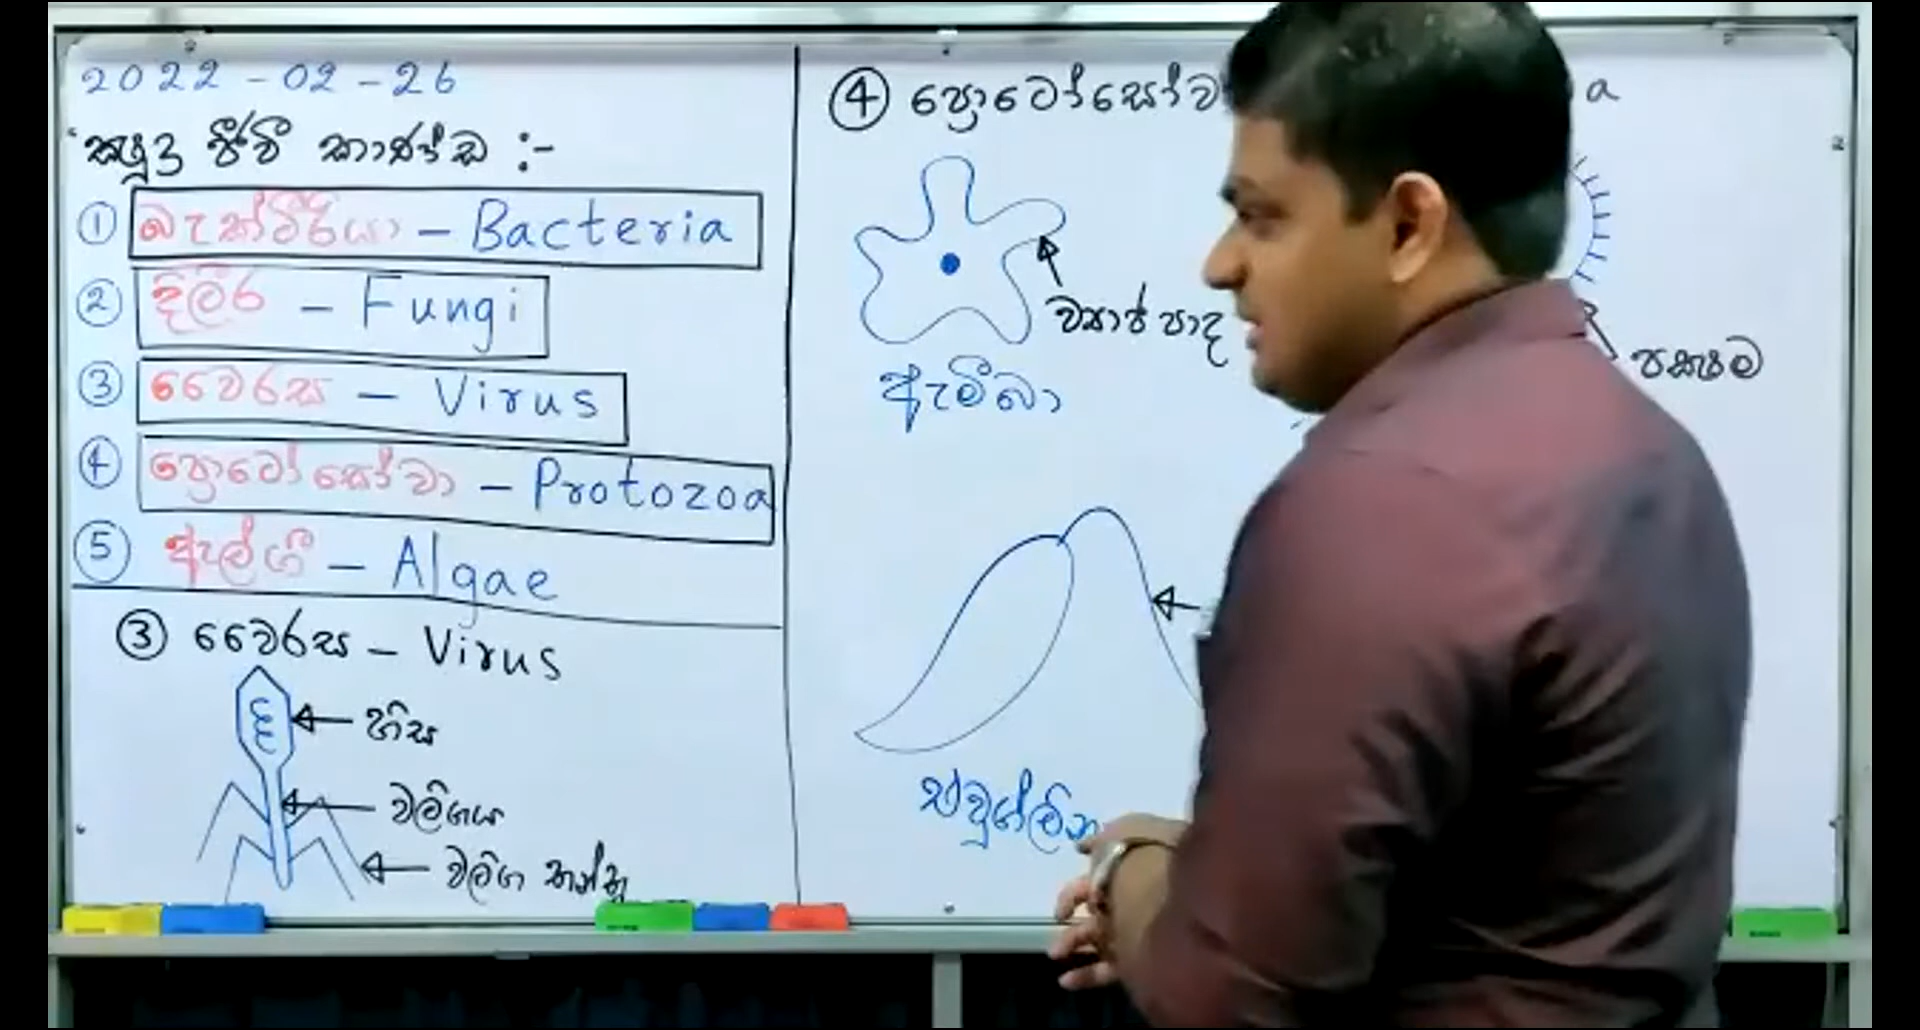 2022-02-26
ක්ෂුද්‍ර ජීවී කාණ්ඩ :-
① බැක්ටීරියා - Bacteria
② දිලීර - Fungi
③ වෛරස - Virus
④ ප්‍රොටෝසෝවා - Protozoa
⑤ ඇල්ගී - Algae
③ වෛරස - Virus
හිස
වලිගය
වලිග තන්තු
④ ප්‍රොටෝසෝවා
a
ව්‍යාජ පාද
ඇමීබා
පක්ෂ්ම